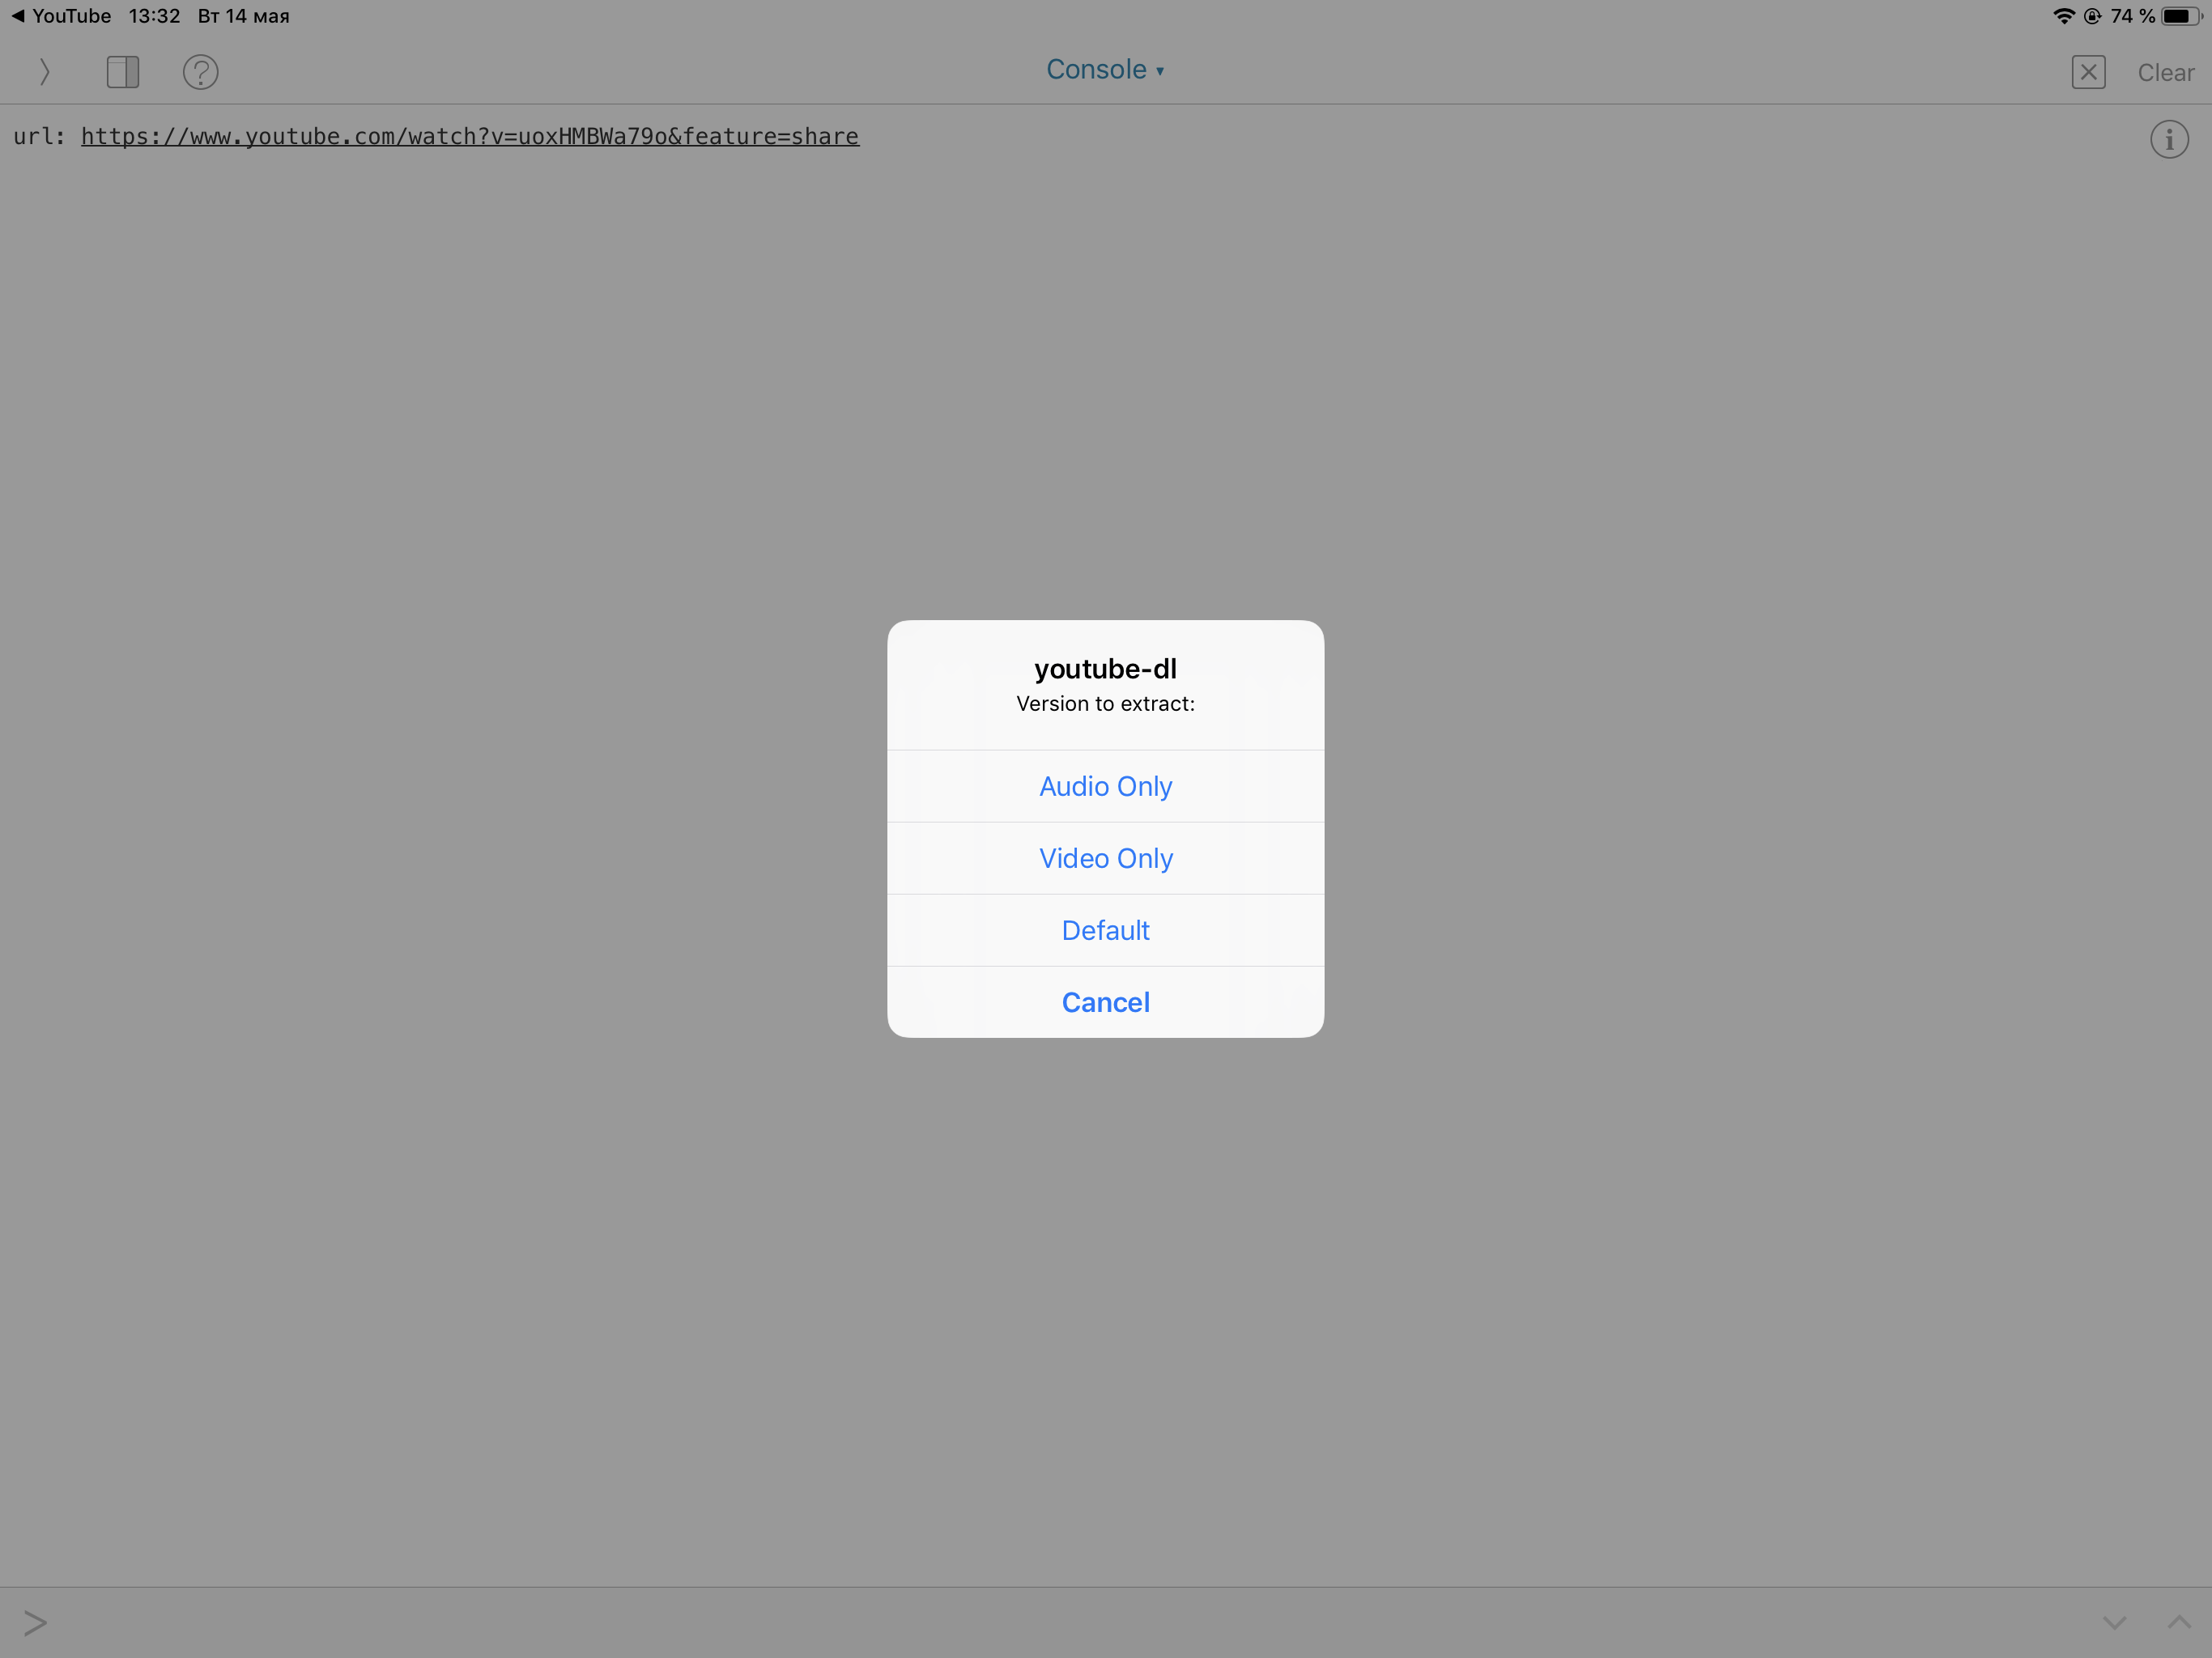 ◀ YouTube 13:32 Вт 14 мая 74 %
Console ▾ Clear
url: https://www.youtube.com/watch?v=uoxHMBWa79o&feature=share
youtube-dl
Version to extract:
Audio Only
Video Only
Default
Cancel
>